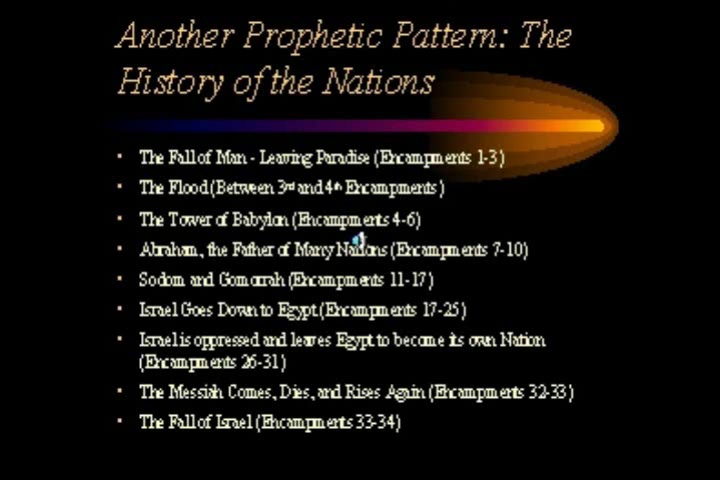 Another Prophetic Pattern: The
History of the Nations
• The Fall of Man - Leaving Paradise (Encampments 1-3)
• The Flood (Between 3rd and 4th Encampments)
• The Tower of Babylon (Encampments 4-6)
• Abraham, the Father of Many Nations (Encampments 7-10)
• Sodom and Gomorrah (Encampments 11-17)
• Israel Goes Down to Egypt (Encampments 17-25)
• Israel is oppressed and leaves Egypt to become its own Nation
(Encampments 26-31)
• The Messiah Comes, Dies, and Rises Again (Encampments 32-33)
• The Fall of Israel (Encampments 33-34)